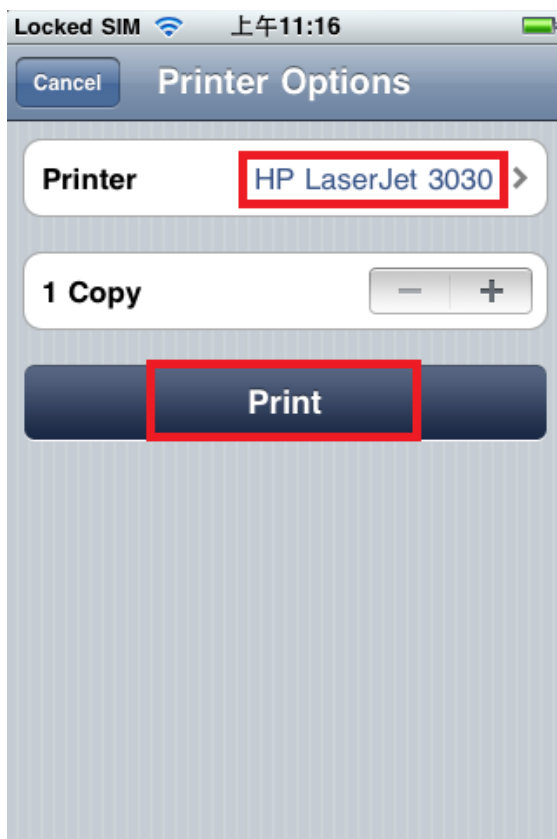 Locked SIM 上午11:16
Cancel Printer Options
Printer HP LaserJet 3030
1 Copy − +
Print